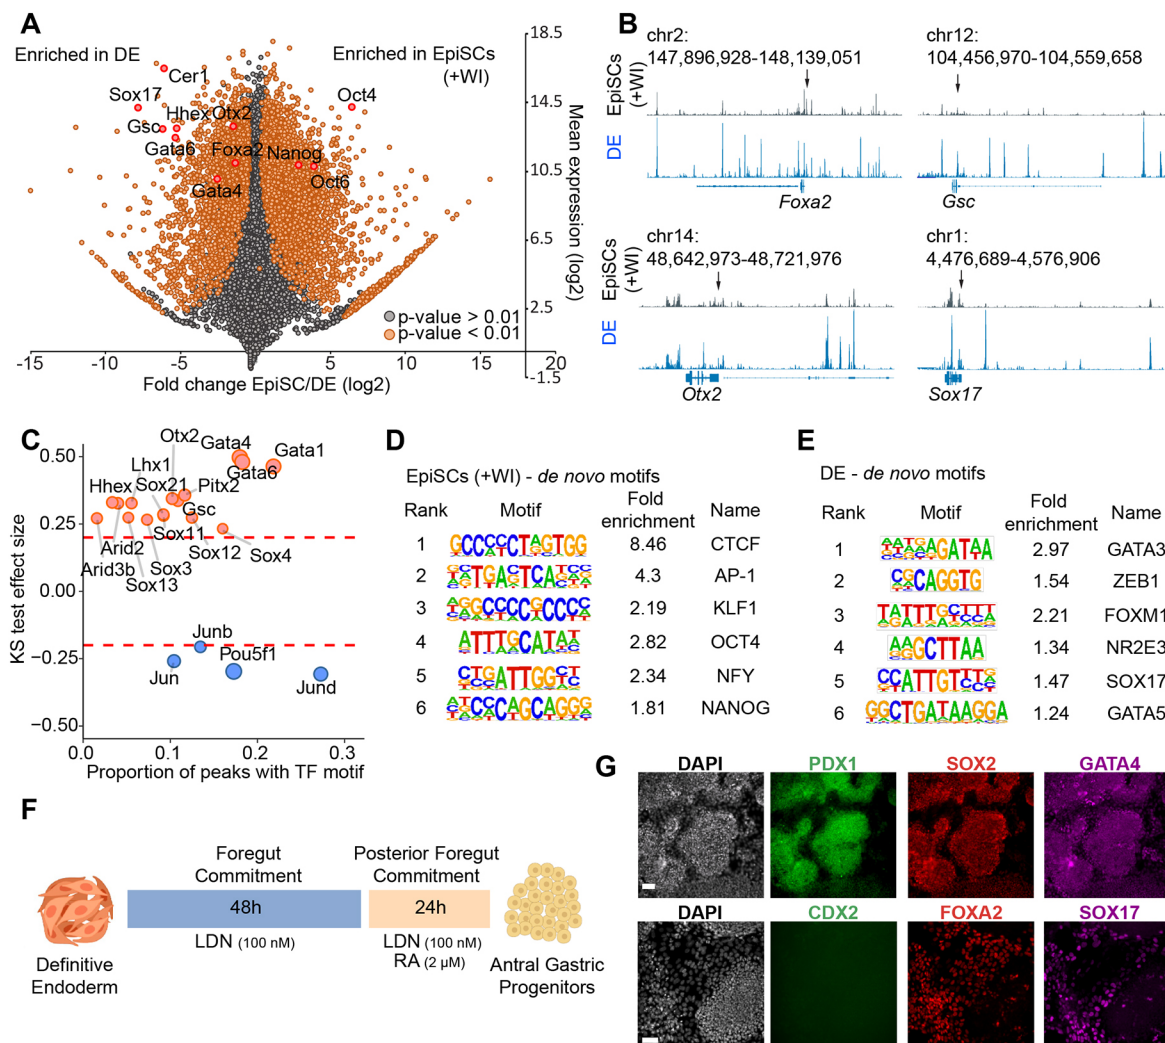 A
Enriched in DE
Enriched in EpiSCs
(+WI)
Cer1
Sox17
Hhex
Otx2
Gsc
Gata6
Foxa2
Nanog
Gata4
Oct6
Oct4
18.5
14.5
10.5
6.5
2.5
-1.5
Mean expression (log2)
p-value > 0.01
p-value < 0.01
-15
-10
-5
0
5
10
15
20
Fold change EpiSC/DE (log2)
B
chr2:
147,896,928-148,139,051
chr12:
104,456,970-104,559,658
EpiSCs
(+WI)
DE
Foxa2
Gsc
chr14:
48,642,973-48,721,976
chr1:
4,476,689-4,576,906
EpiSCs
(+WI)
DE
Otx2
Sox17
C
KS test effect size
0.50
0.25
0.00
−0.25
−0.50
Otx2
Gata4
Gata1
Lhx1
Gata6
Hhex
Sox21
Pitx2
Gsc
Sox11
Arid2
Sox12
Sox4
Arid3b
Sox3
Sox13
Junb
Pou5f1
Jun
Jund
0.0
0.1
0.2
0.3
Proportion of peaks with TF motif
D
EpiSCs (+WI) - de novo motifs
Rank Motif Fold enrichment Name
1 GCCCCCTAGTGG 8.46 CTCF
2 TGAGTCA 4.3 AP-1
3 GGCCCCGCCCC 2.19 KLF1
4 ATTTGCATAT 2.82 OCT4
5 CTGATTGGCT 2.34 NFY
6 ATCCCAGCAGGG 1.81 NANOG
E
DE - de novo motifs
Rank Motif Fold enrichment Name
1 AGATAA 2.97 GATA3
2 CAGGTG 1.54 ZEB1
3 TATTTGCTTT 2.21 FOXM1
4 AAGCTTAA 1.34 NR2E3
5 CCATTGT 1.47 SOX17
6 GGCTGATAAGGA 1.24 GATA5
F
Foregut
Commitment
48h
LDN (100 nM)
Posterior Foregut
Commitment
24h
LDN (100 nM)
RA (2 µM)
Definitive
Endoderm
Antral Gastric
Progenitors
G
DAPI PDX1 SOX2 GATA4
DAPI CDX2 FOXA2 SOX17